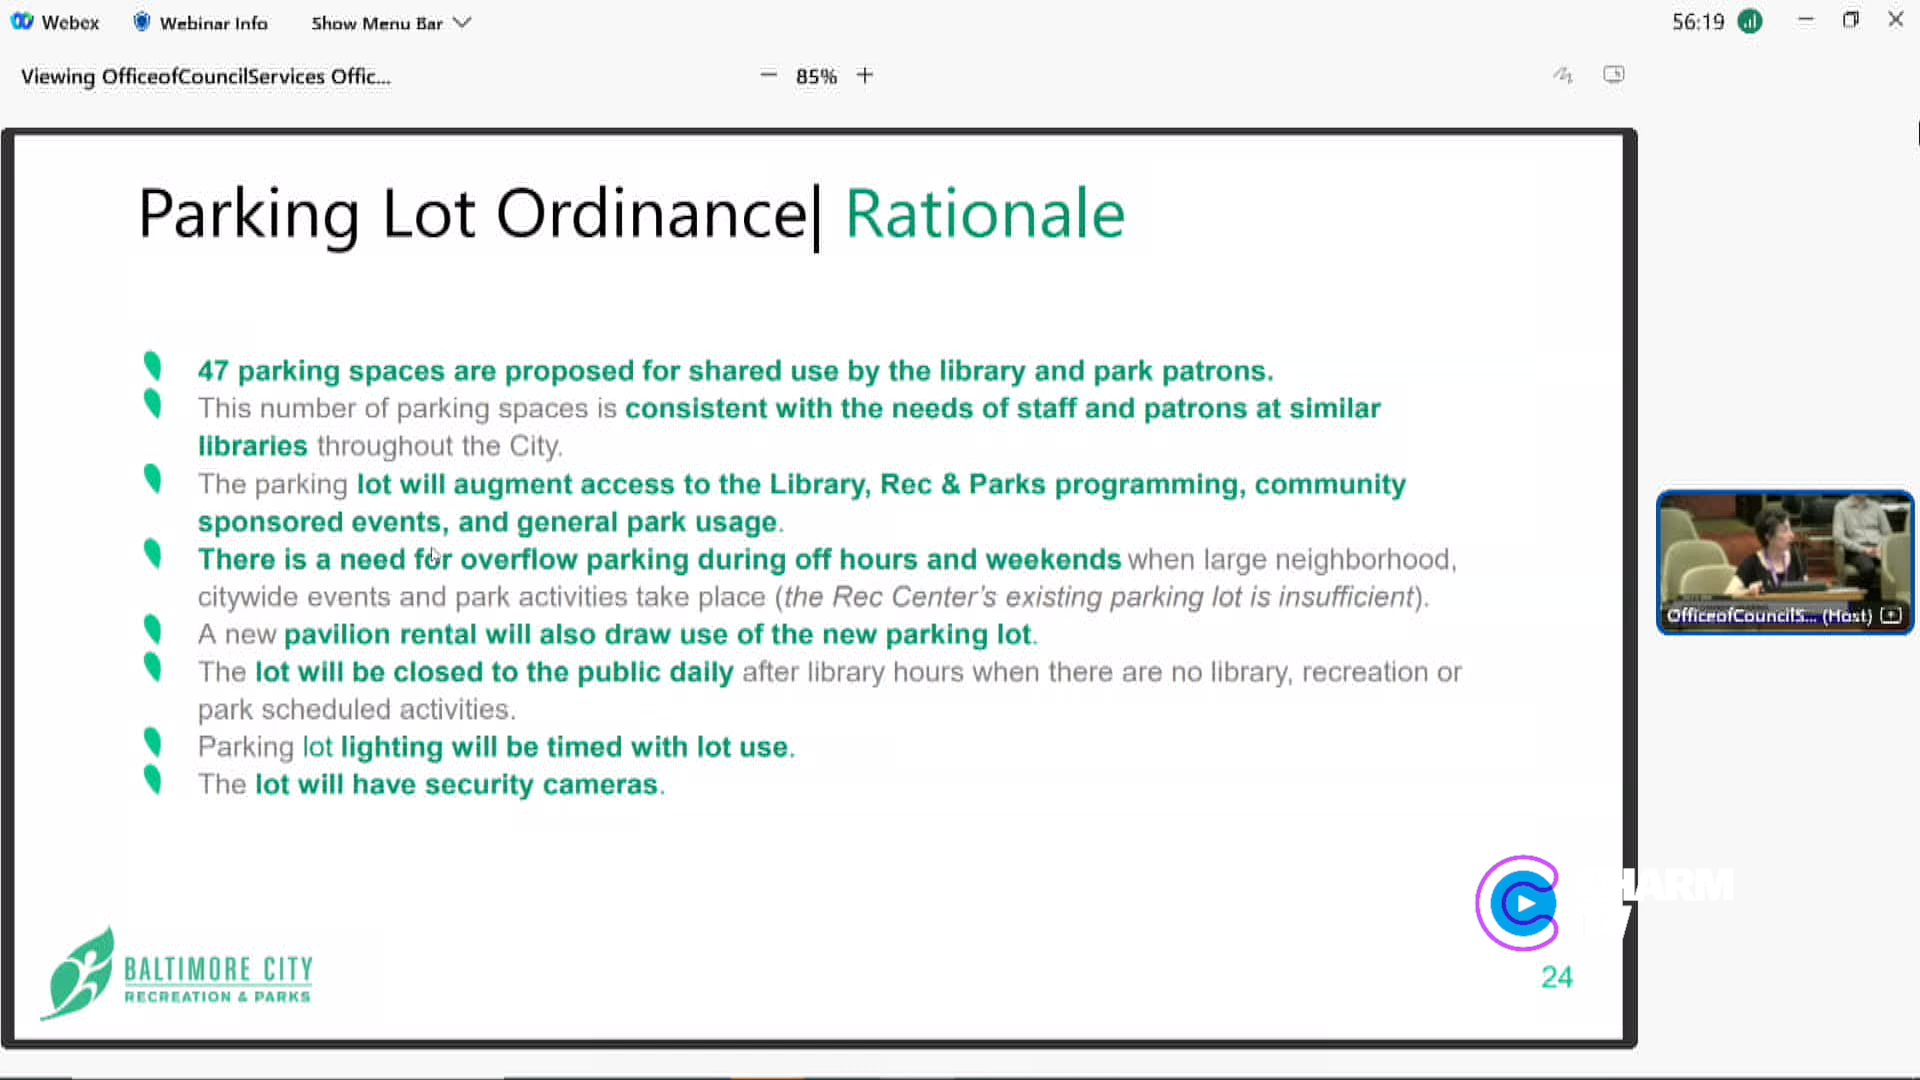 Webex Webinar Info Show Menu Bar 56:19
Viewing OfficeofCouncilServices Offic... 85%
Parking Lot Ordinance| Rationale
47 parking spaces are proposed for shared use by the library and park patrons.
This number of parking spaces is consistent with the needs of staff and patrons at similar
libraries throughout the City.
The parking lot will augment access to the Library, Rec & Parks programming, community
sponsored events, and general park usage.
There is a need for overflow parking during off hours and weekends when large neighborhood,
citywide events and park activities take place (the Rec Center's existing parking lot is insufficient).
A new pavilion rental will also draw use of the new parking lot.
The lot will be closed to the public daily after library hours when there are no library, recreation or
park scheduled activities.
Parking lot lighting will be timed with lot use.
The lot will have security cameras.
OfficeofCouncilS... (Host)
BALTIMORE CITY
RECREATION & PARKS
24